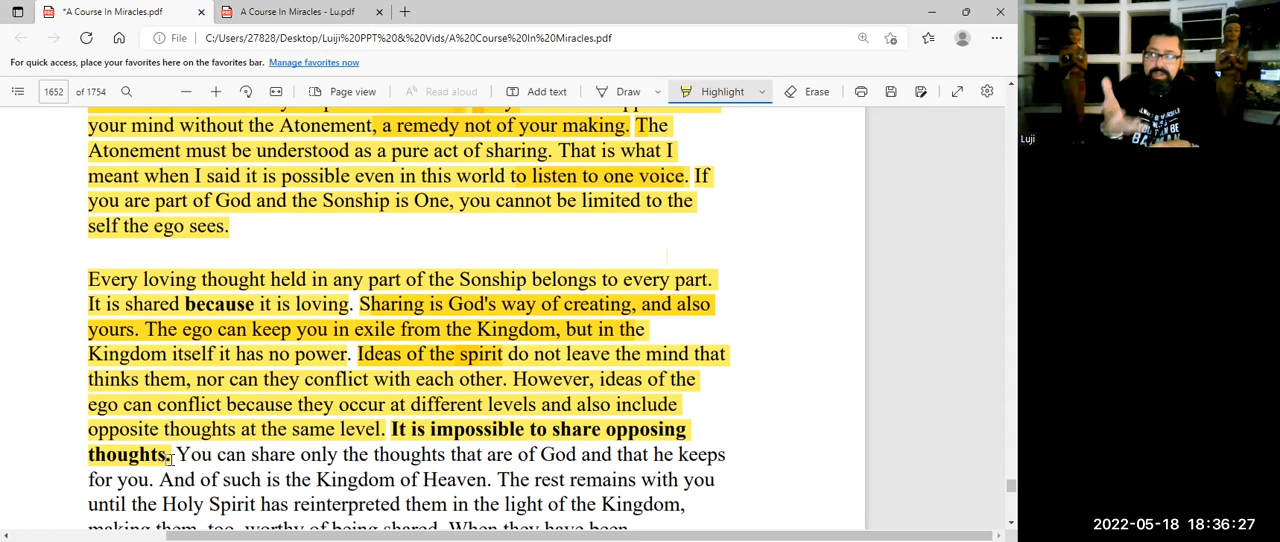 *A Course In Miracles.pdf
A Course In Miracles - Lu.pdf
File
C:/Users/27828/Desktop/Luiji%20PPT%20&%20Vids/A%20Course%20In%20Miracles.pdf
For quick access, place your favorites here on the favorites bar. Manage favorites now
1652 of 1754
Page view
Read aloud
Add text
Draw
Highlight
Erase
your mind without the Atonement, a remedy not of your making. The
Atonement must be understood as a pure act of sharing. That is what I
meant when I said it is possible even in this world to listen to one voice. If
you are part of God and the Sonship is One, you cannot be limited to the
self the ego sees.
Every loving thought held in any part of the Sonship belongs to every part.
It is shared because it is loving. Sharing is God's way of creating, and also
yours. The ego can keep you in exile from the Kingdom, but in the
Kingdom itself it has no power. Ideas of the spirit do not leave the mind that
thinks them, nor can they conflict with each other. However, ideas of the
ego can conflict because they occur at different levels and also include
opposite thoughts at the same level. It is impossible to share opposing
thoughts. You can share only the thoughts that are of God and that he keeps
for you. And of such is the Kingdom of Heaven. The rest remains with you
until the Holy Spirit has reinterpreted them in the light of the Kingdom,
making them, too, worthy of being shared. When they have been
Luji
2022-05-18 18:36:27